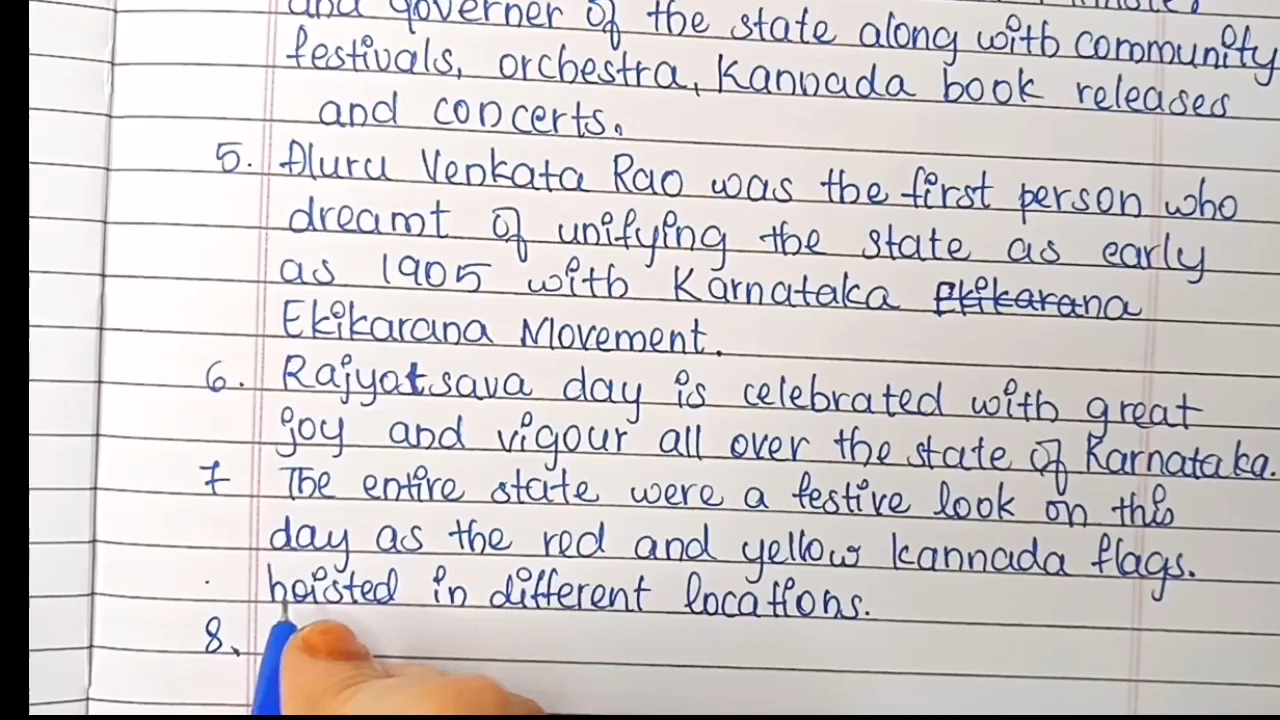 and governer of the state along with community
festivals, orchestra, Kannada book releases
and concerts.
5. Aluru Venkata Rao was the first person who
dreamt of unifying the state as early
as 1905 with Karnataka Ekikarana
Ekikarana Movement.
6. Rajyotsava day is celebrated with great
joy and vigour all over the state of Karnataka.
7 The entire state were a festive look on this
day as the red and yellow kannada flags.
hoisted in different locations.
8.